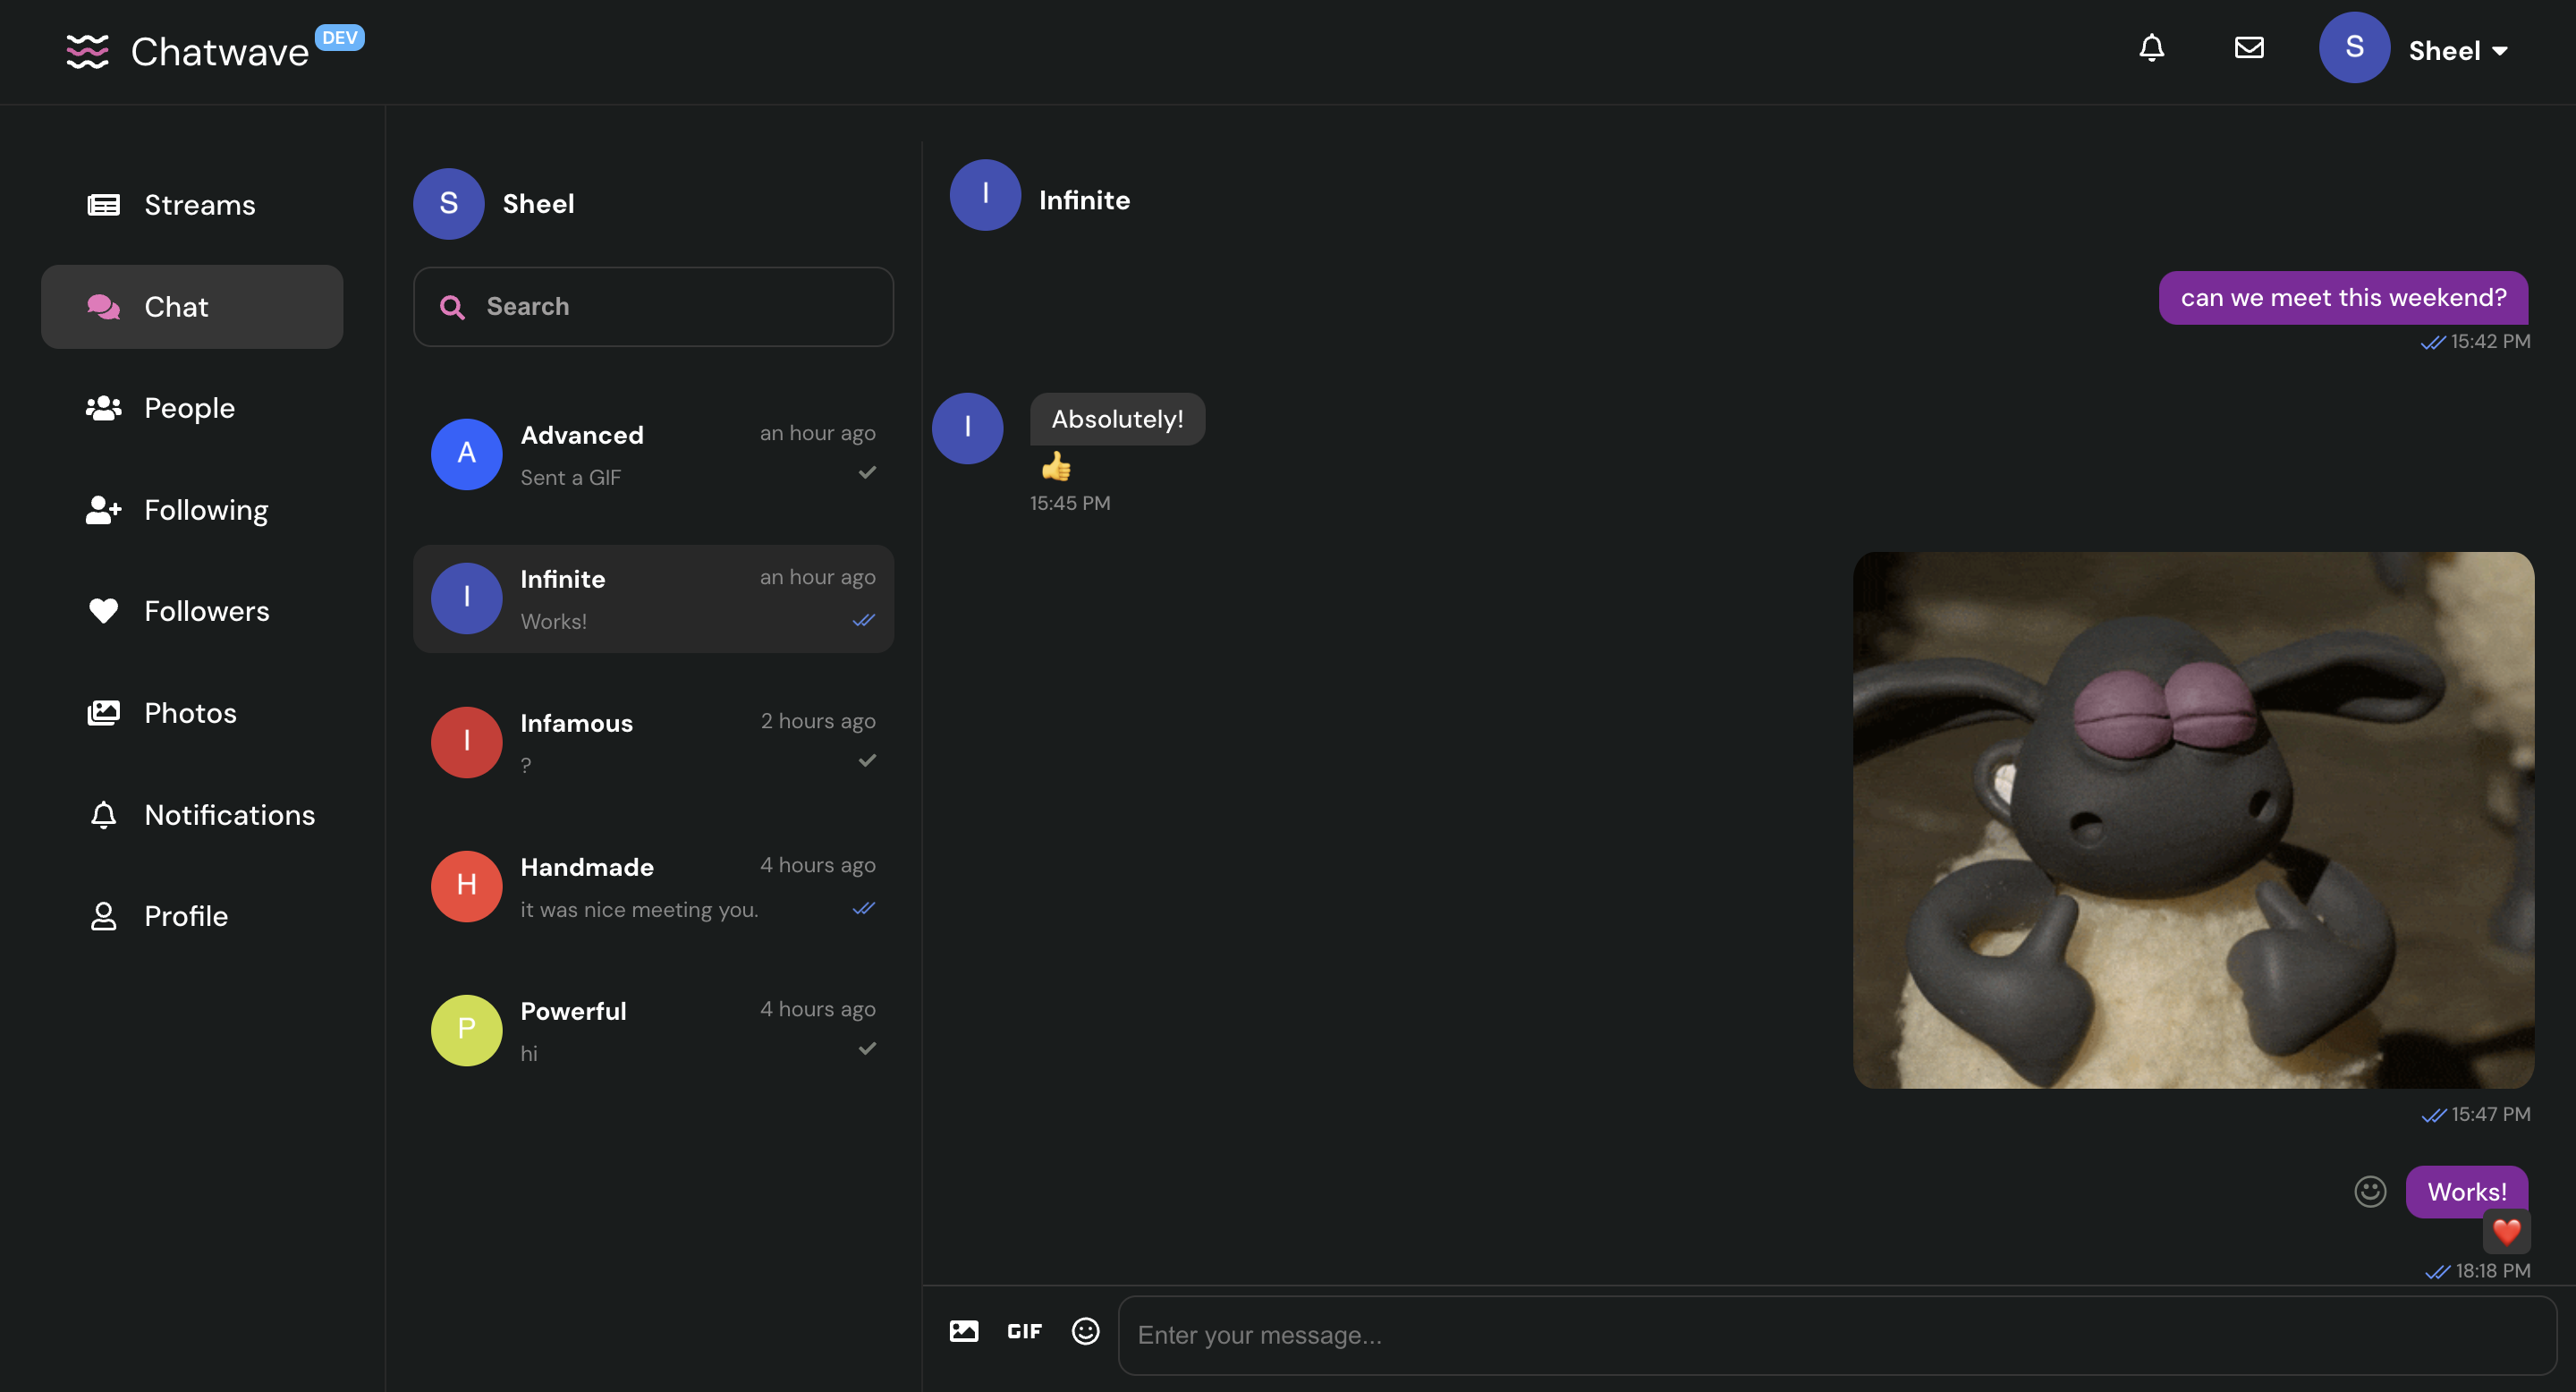 Chatwave DEV
S Sheel
Streams
Chat
People
Following
Followers
Photos
Notifications
Profile
S Sheel
Search
A Advanced an hour ago
Sent a GIF
I Infinite an hour ago
Works!
I Infamous 2 hours ago
?
H Handmade 4 hours ago
it was nice meeting you.
P Powerful 4 hours ago
hi
I Infinite
can we meet this weekend?
15:42 PM
I Absolutely!
👍
15:45 PM
15:47 PM
Works!
❤️
18:18 PM
GIF Enter your message...